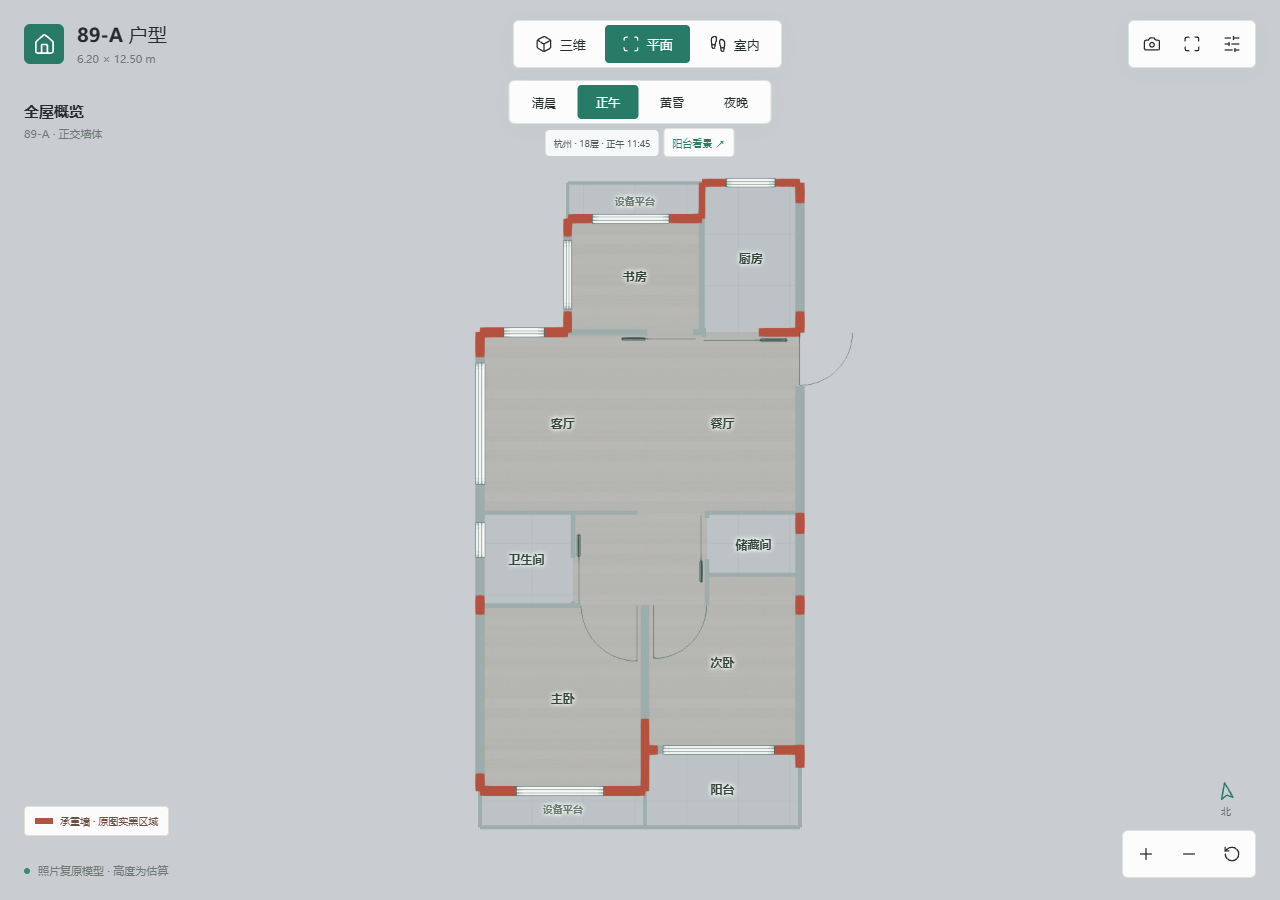 89-A 户型
6.20 × 12.50 m
三维
平面
室内
清晨
正午
黄昏
夜晚
杭州 · 18层 · 正午 11:45
阳台看景 ↗
全屋概览
89-A · 正交墙体
设备平台
厨房
书房
客厅
餐厅
卫生间
储藏间
次卧
主卧
阳台
设备平台
承重墙 · 原图实黑区域
照片复原模型 · 高度为估算
北